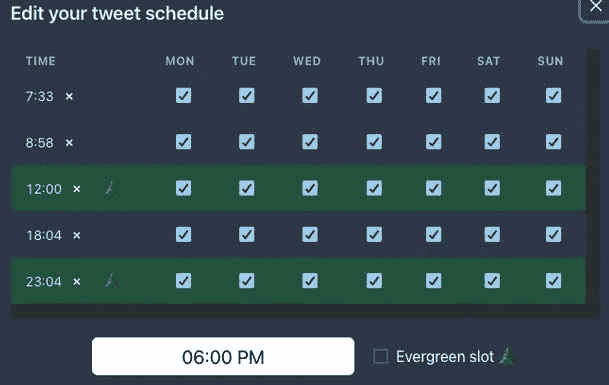 Edit your tweet schedule
TIME MON TUE WED THU FRI SAT SUN
7:33
8:58
12:00
18:04
23:04
06:00 PM
Evergreen slot